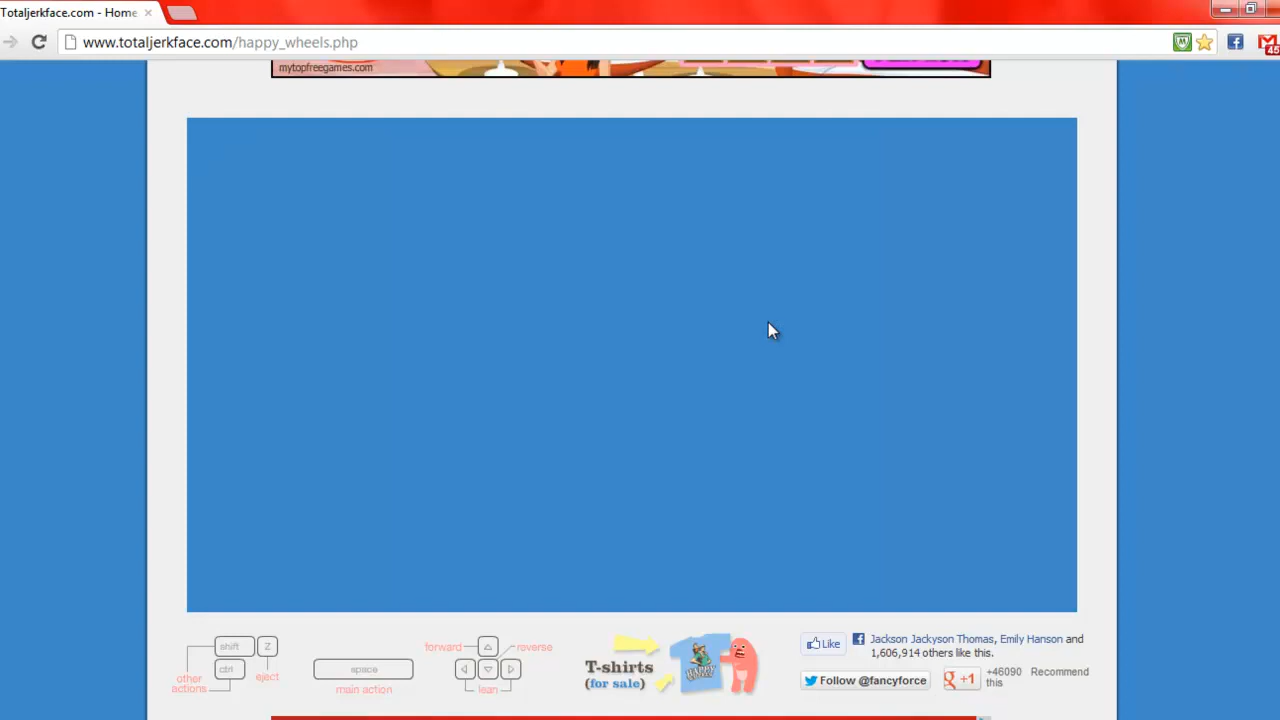 Totaljerkface.com - Home
www.totaljerkface.com/happy_wheels.php
45
mytopfreegames.com
shift
Z
ctrl
other
actions
eject
space
main action
forward
reverse
lean
T-shirts
(for sale)
HAPPY
Like
Jackson Jackyson Thomas, Emily Hanson and
1,606,914 others like this.
Follow @fancyforce
+1
+46090 Recommend
this